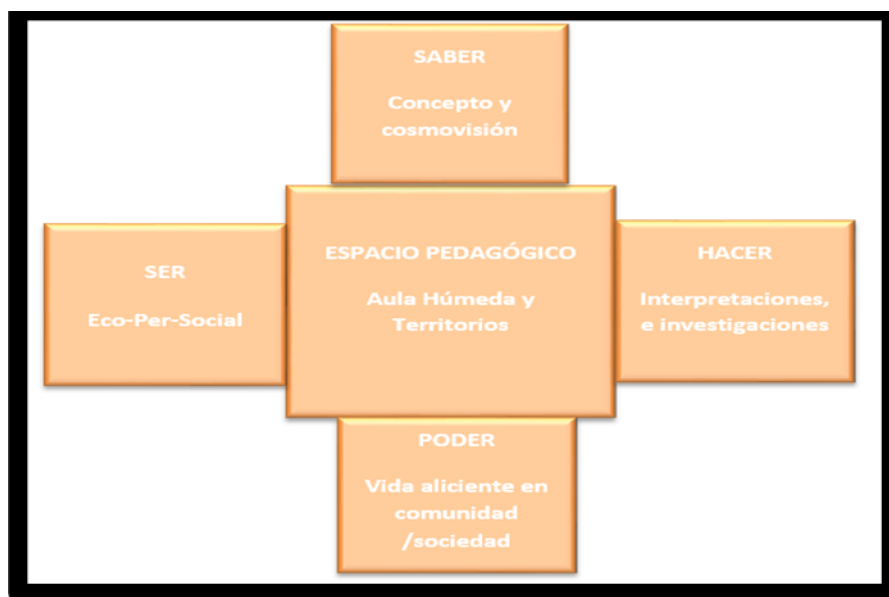 SABER
Concepto y
cosmovisión
SER
Eco-Per-Social
ESPACIO PEDAGÓGICO
Aula Húmeda y
Territorios
HACER
Interpretaciones,
e investigaciones
PODER
Vida aliciente en
comunidad
/sociedad